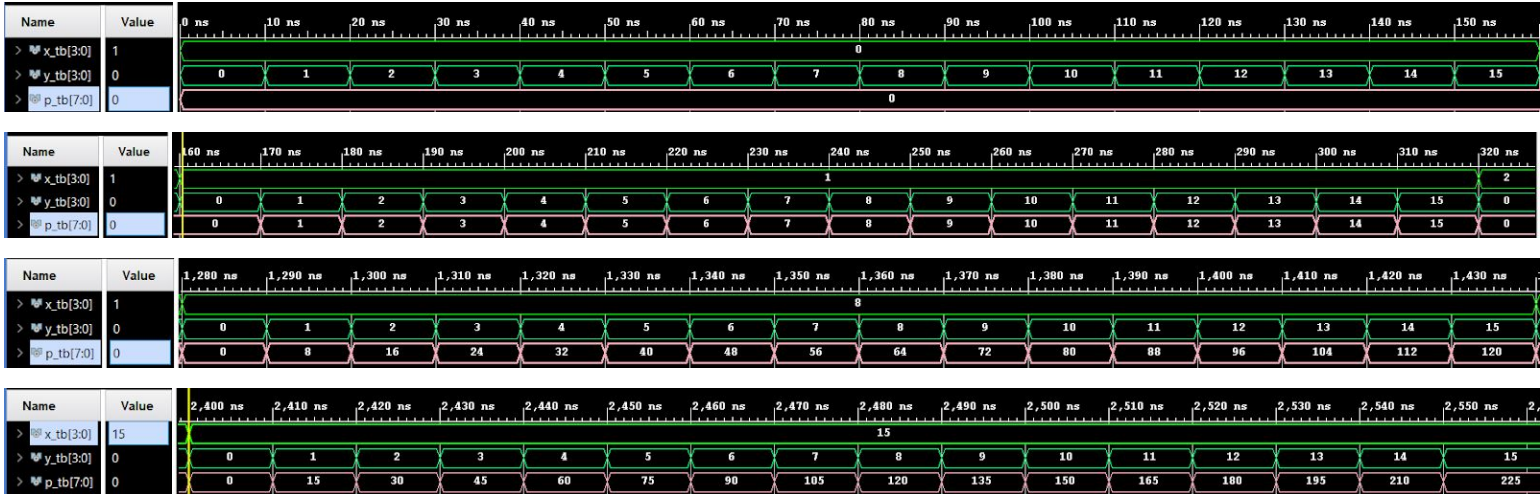 Name Value 0 ns 10 ns 20 ns 30 ns 40 ns 50 ns 60 ns 70 ns 80 ns 90 ns 100 ns 110 ns 120 ns 130 ns 140 ns 150 ns
x_tb[3:0] 1 0
y_tb[3:0] 0 0 1 2 3 4 5 6 7 8 9 10 11 12 13 14 15
p_tb[7:0] 0 0
Name Value 160 ns 170 ns 180 ns 190 ns 200 ns 210 ns 220 ns 230 ns 240 ns 250 ns 260 ns 270 ns 280 ns 290 ns 300 ns 310 ns 320 ns
x_tb[3:0] 1 1 2
y_tb[3:0] 0 0 1 2 3 4 5 6 7 8 9 10 11 12 13 14 15 0
p_tb[7:0] 0 0 1 2 3 4 5 6 7 8 9 10 11 12 13 14 15 0
Name Value 1,280 ns 1,290 ns 1,300 ns 1,310 ns 1,320 ns 1,330 ns 1,340 ns 1,350 ns 1,360 ns 1,370 ns 1,380 ns 1,390 ns 1,400 ns 1,410 ns 1,420 ns 1,430 ns
x_tb[3:0] 1 8
y_tb[3:0] 0 0 1 2 3 4 5 6 7 8 9 10 11 12 13 14 15
p_tb[7:0] 0 0 8 16 24 32 40 48 56 64 72 80 88 96 104 112 120
Name Value 2,400 ns 2,410 ns 2,420 ns 2,430 ns 2,440 ns 2,450 ns 2,460 ns 2,470 ns 2,480 ns 2,490 ns 2,500 ns 2,510 ns 2,520 ns 2,530 ns 2,540 ns 2,550 ns 2,
x_tb[3:0] 15 15
y_tb[3:0] 0 0 1 2 3 4 5 6 7 8 9 10 11 12 13 14 15
p_tb[7:0] 0 0 15 30 45 60 75 90 105 120 135 150 165 180 195 210 225